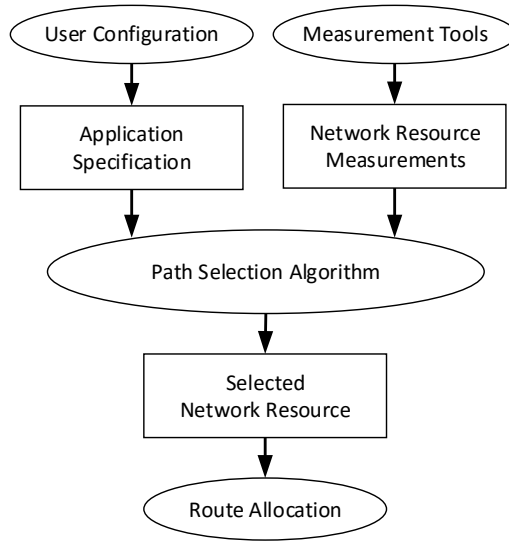 User Configuration
Measurement Tools
Application
Specification
Network Resource
Measurements
Path Selection Algorithm
Selected
Network Resource
Route Allocation